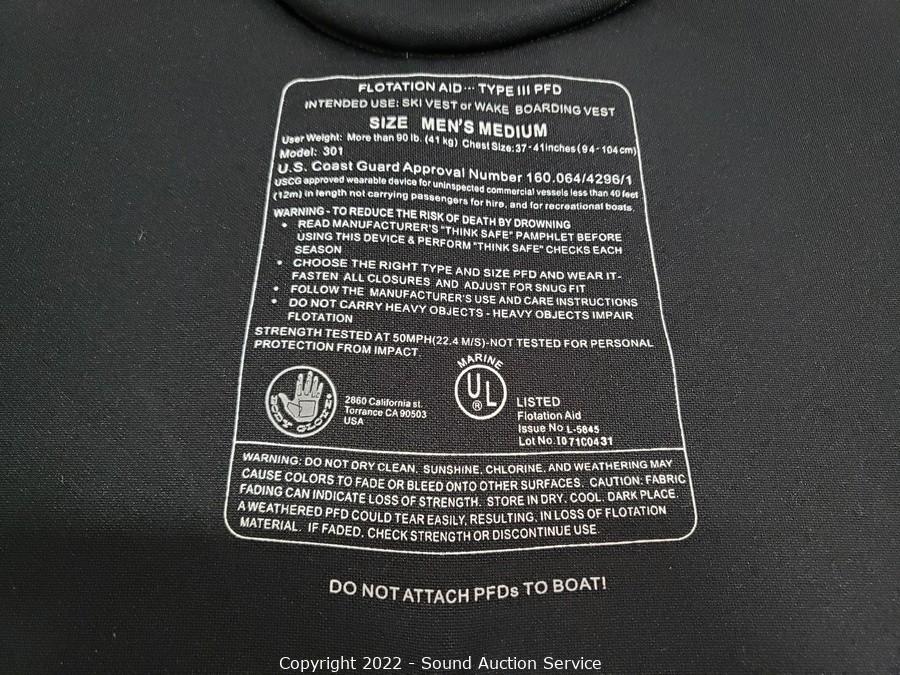 FLOTATION AID··· TYPE III PFD
INTENDED USE: SKI VEST or WAKE BOARDING VEST
SIZE MEN'S MEDIUM
User Weight: More than 90 lb. (41 kg) Chest Size: 37-41inches (94-104cm)
Model: 301
U.S. Coast Guard Approval Number 160.064/4296/1
USCG approved wearable device for uninspected commercial vessels less than 40 feet
(12m) in length not carrying passengers for hire, and for recreational boats.
WARNING - TO REDUCE THE RISK OF DEATH BY DROWNING
• READ MANUFACTURER'S "THINK SAFE" PAMPHLET BEFORE
USING THIS DEVICE & PERFORM "THINK SAFE" CHECKS EACH
SEASON
• CHOOSE THE RIGHT TYPE AND SIZE PFD AND WEAR IT-
FASTEN ALL CLOSURES AND ADJUST FOR SNUG FIT
• FOLLOW THE MANUFACTURER'S USE AND CARE INSTRUCTIONS
• DO NOT CARRY HEAVY OBJECTS - HEAVY OBJECTS IMPAIR
FLOTATION
STRENGTH TESTED AT 50MPH(22.4 M/S)-NOT TESTED FOR PERSONAL
PROTECTION FROM IMPACT.
BODY GLOVE
2860 California st.
Torrance CA 90503
USA
MARINE
UL
®
LISTED
Flotation Aid
Issue No L-5845
Lot No. I071C0431
WARNING: DO NOT DRY CLEAN. SUNSHINE, CHLORINE, AND WEATHERING MAY
CAUSE COLORS TO FADE OR BLEED ONTO OTHER SURFACES. CAUTION: FABRIC
FADING CAN INDICATE LOSS OF STRENGTH. STORE IN DRY, COOL, DARK PLACE.
A WEATHERED PFD COULD TEAR EASILY, RESULTING, IN LOSS OF FLOTATION
MATERIAL. IF FADED, CHECK STRENGTH OR DISCONTINUE USE.
DO NOT ATTACH PFDs TO BOAT!
Copyright 2022 - Sound Auction Service